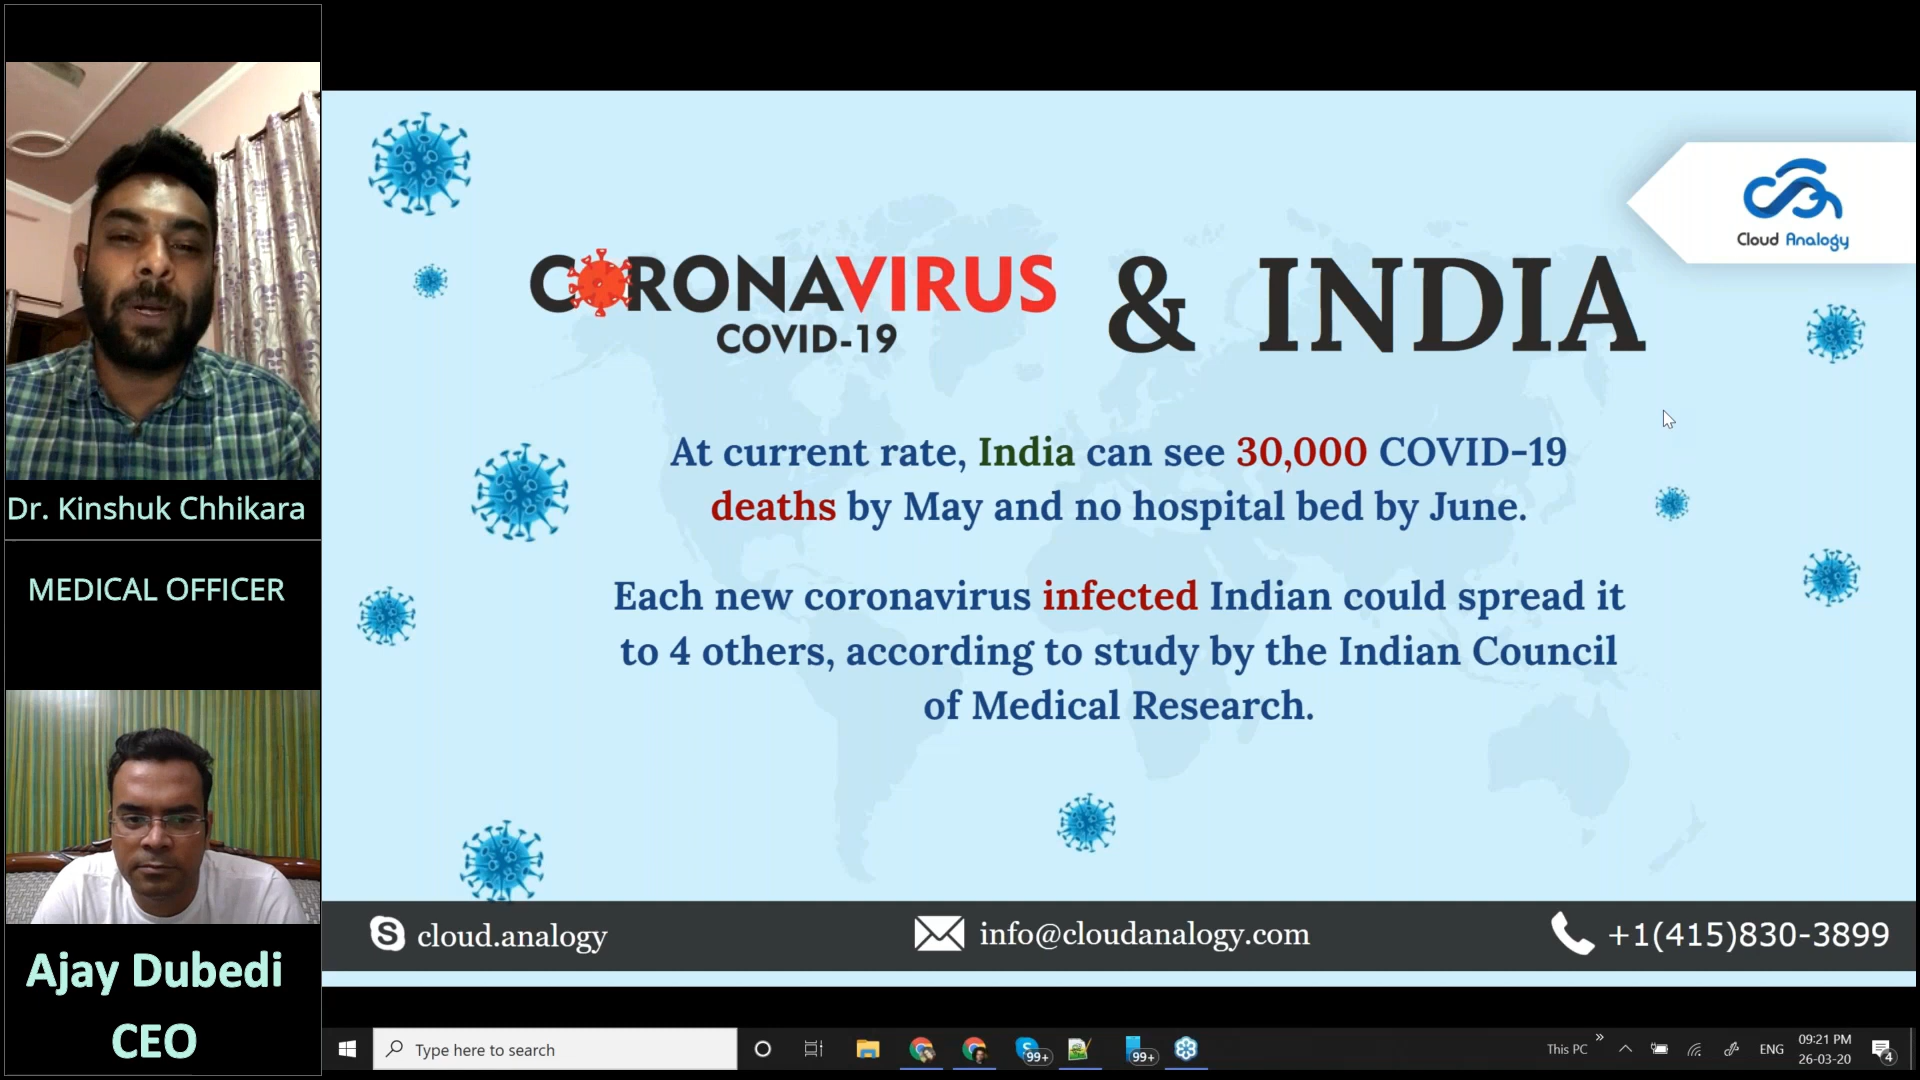 Dr. Kinshuk Chhikara
MEDICAL OFFICER
Ajay Dubedi
CEO
Cloud Analogy
CORONAVIRUS
COVID-19
& INDIA
At current rate, India can see 30,000 COVID-19
deaths by May and no hospital bed by June.
Each new coronavirus infected Indian could spread it
to 4 others, according to study by the Indian Council
of Medical Research.
cloud.analogy
info@cloudanalogy.com
+1(415)830-3899
Type here to search
99+
99+
This PC
ENG
09:21 PM
26-03-20
4